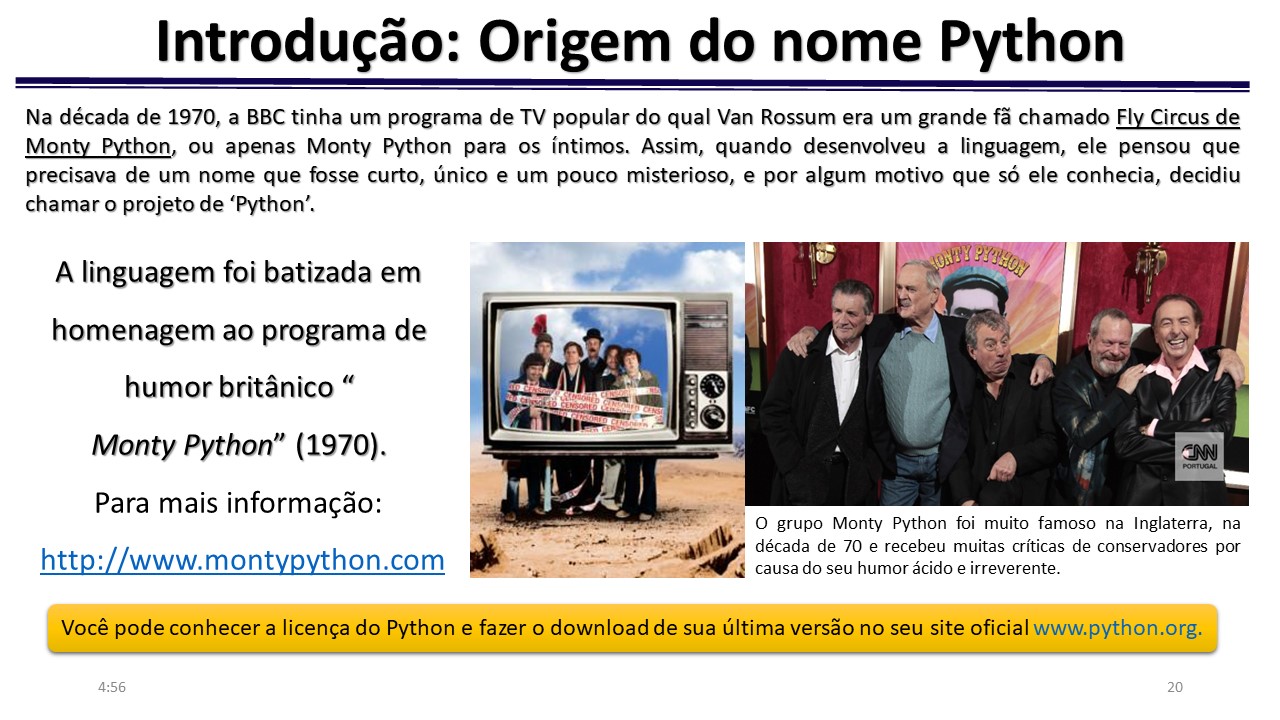 Introdução: Origem do nome Python
Na década de 1970, a BBC tinha um programa de TV popular do qual Van Rossum era um grande fã chamado Fly Circus de
Monty Python, ou apenas Monty Python para os íntimos. Assim, quando desenvolveu a linguagem, ele pensou que
precisava de um nome que fosse curto, único e um pouco misterioso, e por algum motivo que só ele conhecia, decidiu
chamar o projeto de ‘Python’.
A linguagem foi batizada em
homenagem ao programa de
humor britânico “
Monty Python” (1970).
Para mais informação:
http://www.montypython.com
CENSORED CENSORED
CENSORED CENSORED
MONTY PYTHON
CNN
PORTUGAL
O grupo Monty Python foi muito famoso na Inglaterra, na
década de 70 e recebeu muitas críticas de conservadores por
causa do seu humor ácido e irreverente.
Você pode conhecer a licença do Python e fazer o download de sua última versão no seu site oficial www.python.org.
4:56
20